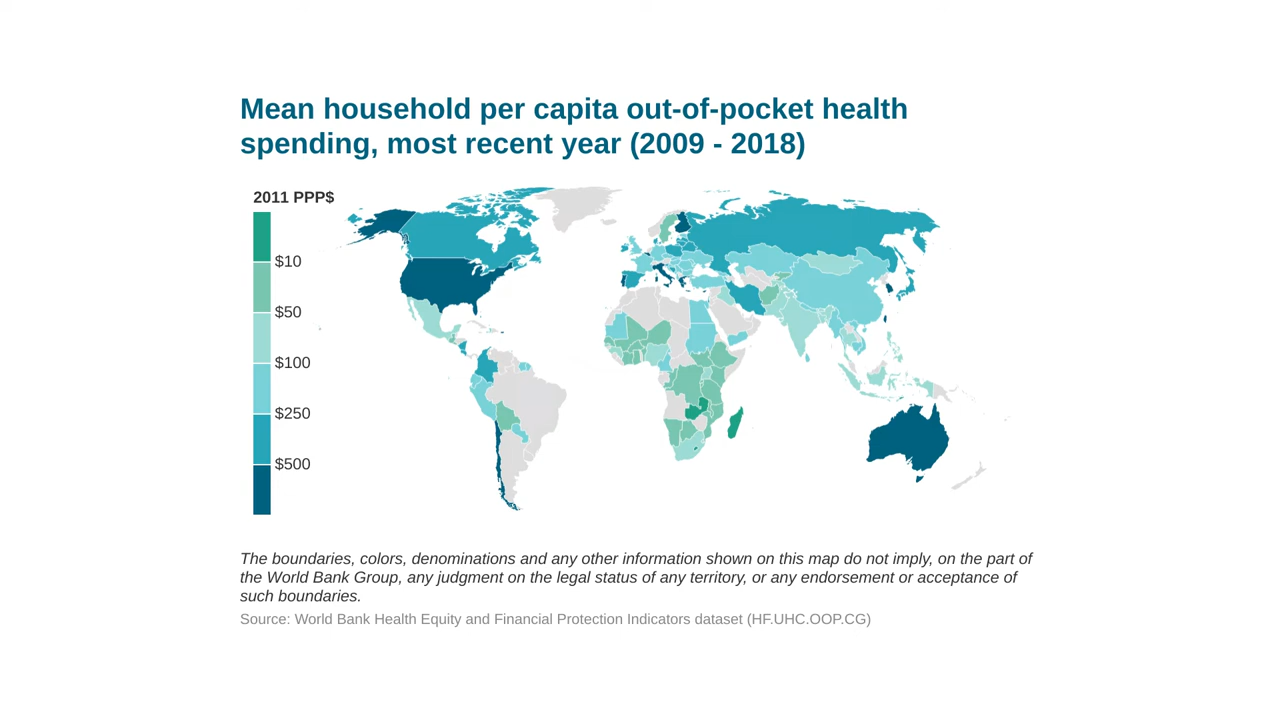 Mean household per capita out-of-pocket health
spending, most recent year (2009 - 2018)
2011 PPP$
$10
$50
$100
$250
$500
The boundaries, colors, denominations and any other information shown on this map do not imply, on the part of
the World Bank Group, any judgment on the legal status of any territory, or any endorsement or acceptance of
such boundaries.
Source: World Bank Health Equity and Financial Protection Indicators dataset (HF.UHC.OOP.CG)